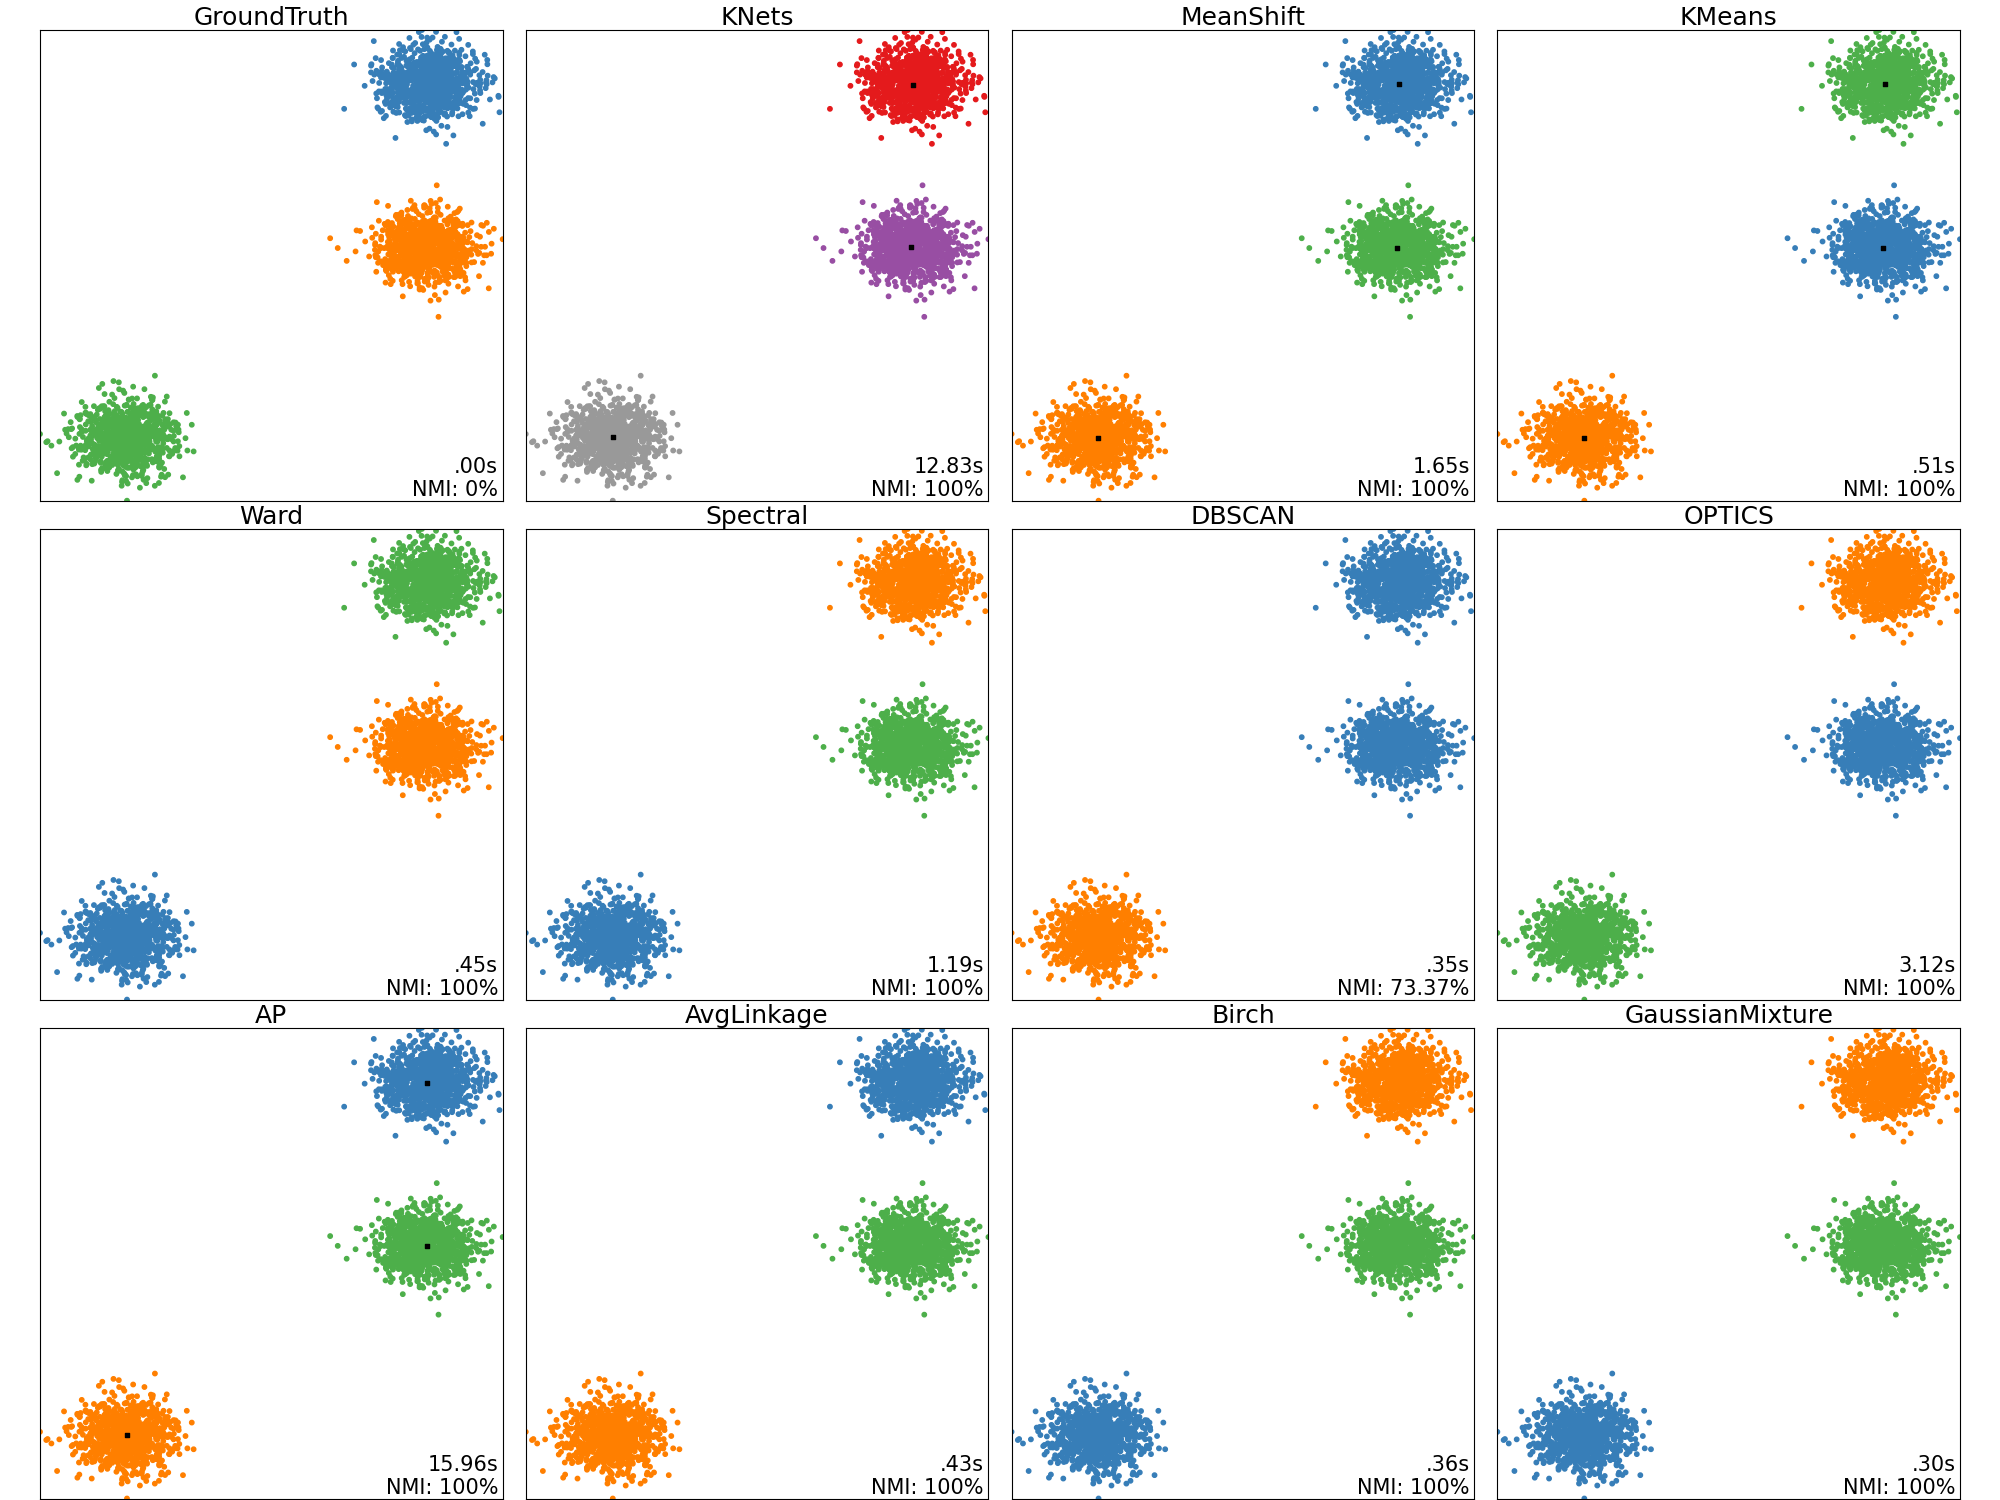 GroundTruth
.00s
NMI: 0%
KNets
12.83s
NMI: 100%
MeanShift
1.65s
NMI: 100%
KMeans
.51s
NMI: 100%
Ward
.45s
NMI: 100%
Spectral
1.19s
NMI: 100%
DBSCAN
.35s
NMI: 73.37%
OPTICS
3.12s
NMI: 100%
AP
15.96s
NMI: 100%
AvgLinkage
.43s
NMI: 100%
Birch
.36s
NMI: 100%
GaussianMixture
.30s
NMI: 100%